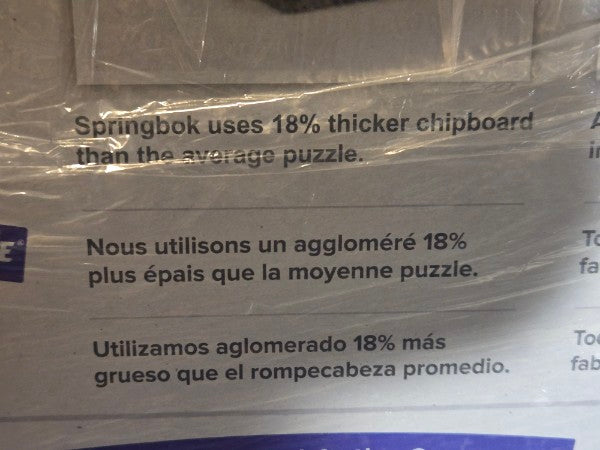 Springbok uses 18% thicker chipboard
than the average puzzle.
Nous utilisons un aggloméré 18%
plus épais que la moyenne puzzle.
Utilizamos aglomerado 18% más
grueso que el rompecabeza promedio.